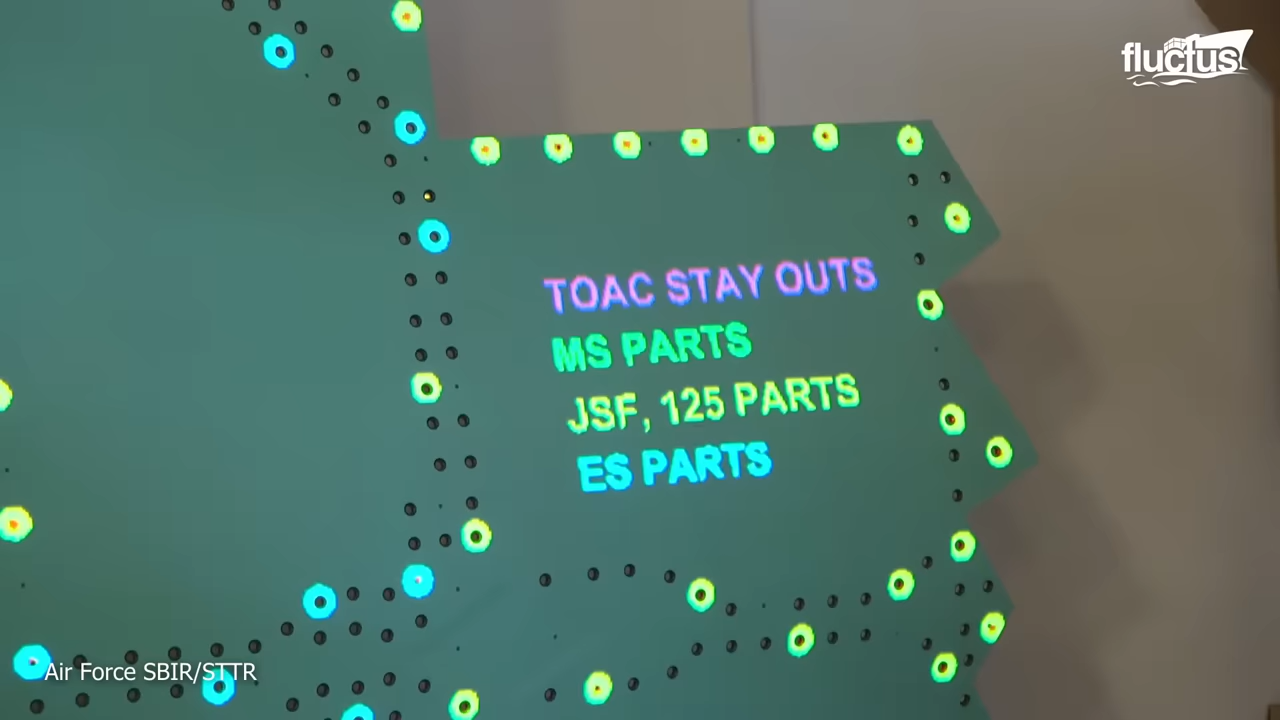 fluctus
TOAC STAY OUTS
MS PARTS
JSF, 125 PARTS
ES PARTS
Air Force SBIR/STTR